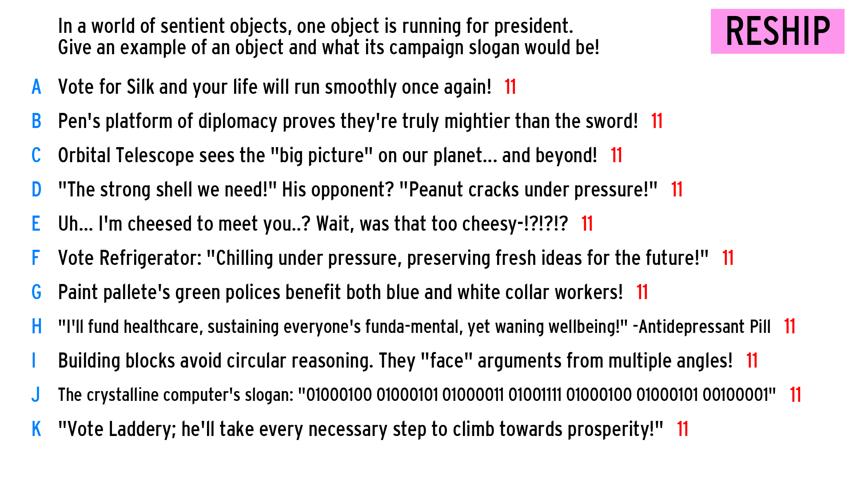 In a world of sentient objects, one object is running for president.
Give an example of an object and what its campaign slogan would be!
RESHIP
A Vote for Silk and your life will run smoothly once again! 11
B Pen's platform of diplomacy proves they're truly mightier than the sword! 11
C Orbital Telescope sees the "big picture" on our planet... and beyond! 11
D "The strong shell we need!" His opponent? "Peanut cracks under pressure!" 11
E Uh... I'm cheesed to meet you..? Wait, was that too cheesy-!?!?!? 11
F Vote Refrigerator: "Chilling under pressure, preserving fresh ideas for the future!" 11
G Paint pallete's green polices benefit both blue and white collar workers! 11
H "I'll fund healthcare, sustaining everyone's funda-mental, yet waning wellbeing!" -Antidepressant Pill 11
I Building blocks avoid circular reasoning. They "face" arguments from multiple angles! 11
J The crystalline computer's slogan: "01000100 01000101 01000011 01001111 01000100 01000101 00100001" 11
K "Vote Laddery; he'll take every necessary step to climb towards prosperity!" 11